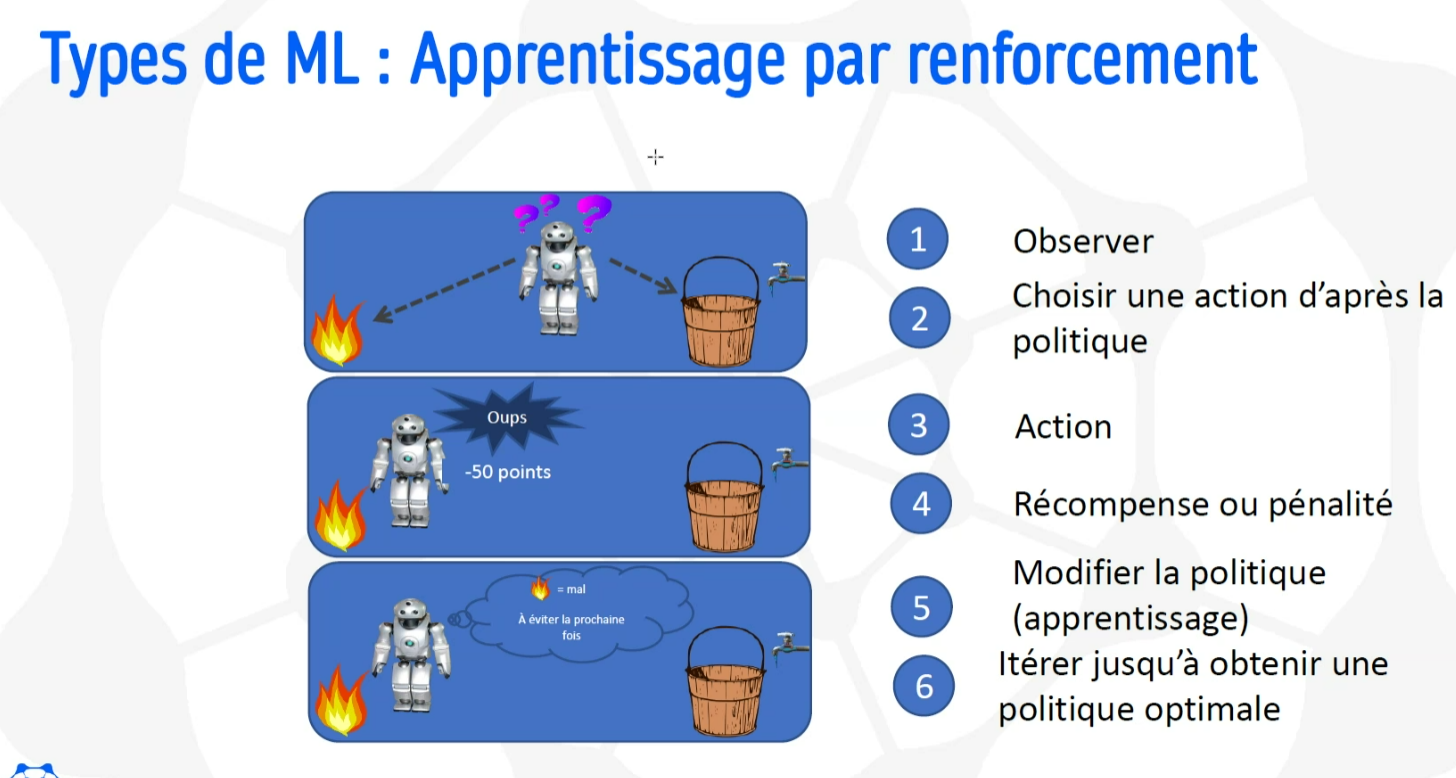 Types de ML : Apprentissage par renforcement
? ? ?
Oups
-50 points
= mal
À éviter la prochaine
fois
1
Observer
2
Choisir une action d’après la
politique
3
Action
4
Récompense ou pénalité
5
Modifier la politique
(apprentissage)
6
Itérer jusqu’à obtenir une
politique optimale